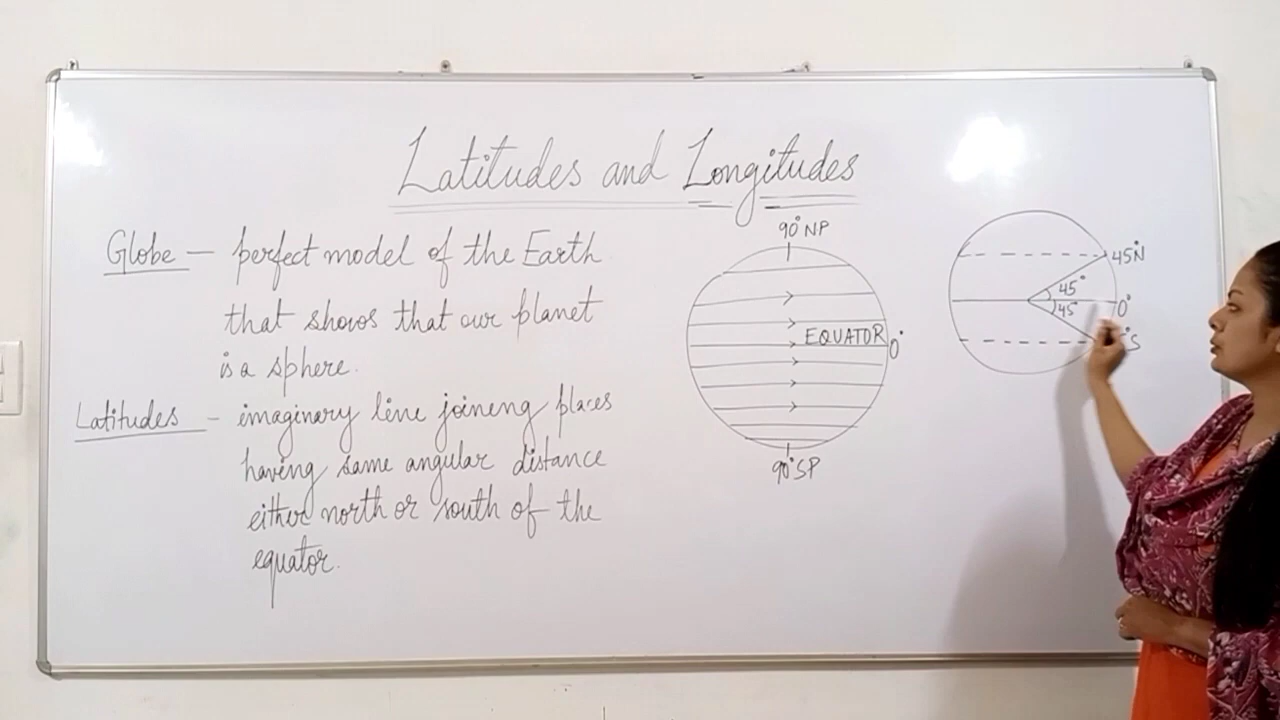 Latitudes and Longitudes
Globe – perfect model of the Earth
that shows that our planet
is a sphere.
Latitudes - imaginary line joineng places
having same angular distance
either north or south of the
equator.
90° NP
EQUATOR 0°
90° SP
45°N
45°
0°
45°
°S